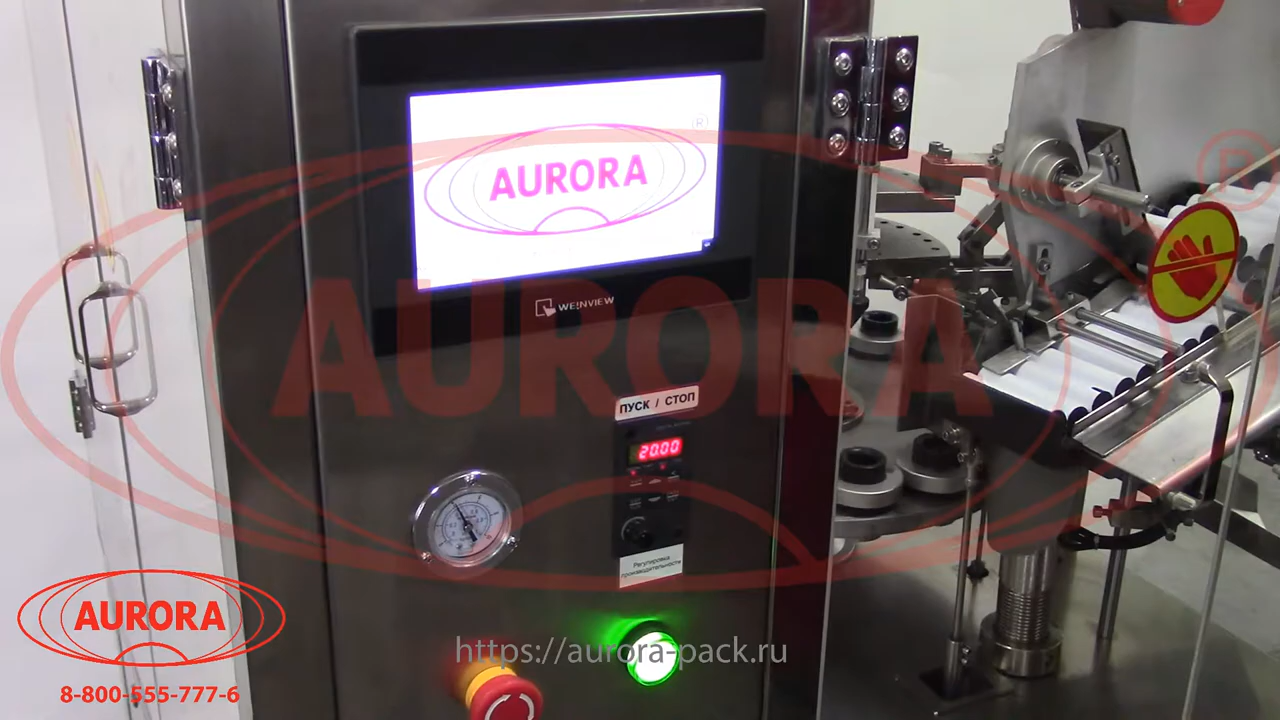 ®
AURORA
WEINVIEW
®
AURORA
ПУСК / СТОП
20.00
Регулировка
производительности
AURORA
https://aurora-pack.ru
8-800-555-777-6